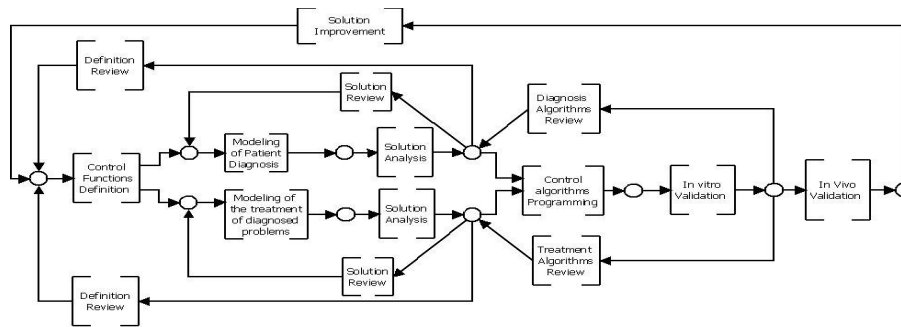 Solution
Improvement
Definition
Review
Solution
Review
Diagnosis
Algorithms
Review
Control
Functions
Definition
Modeling
of Patient
Diagnosis
Solution
Analysis
Modeling of
the treatment
of diagnosed
problems
Solution
Analysis
Control
algorithms
Programming
In vitro
Validation
In Vivo
Validation
Solution
Review
Treatment
Algorithms
Review
Definition
Review